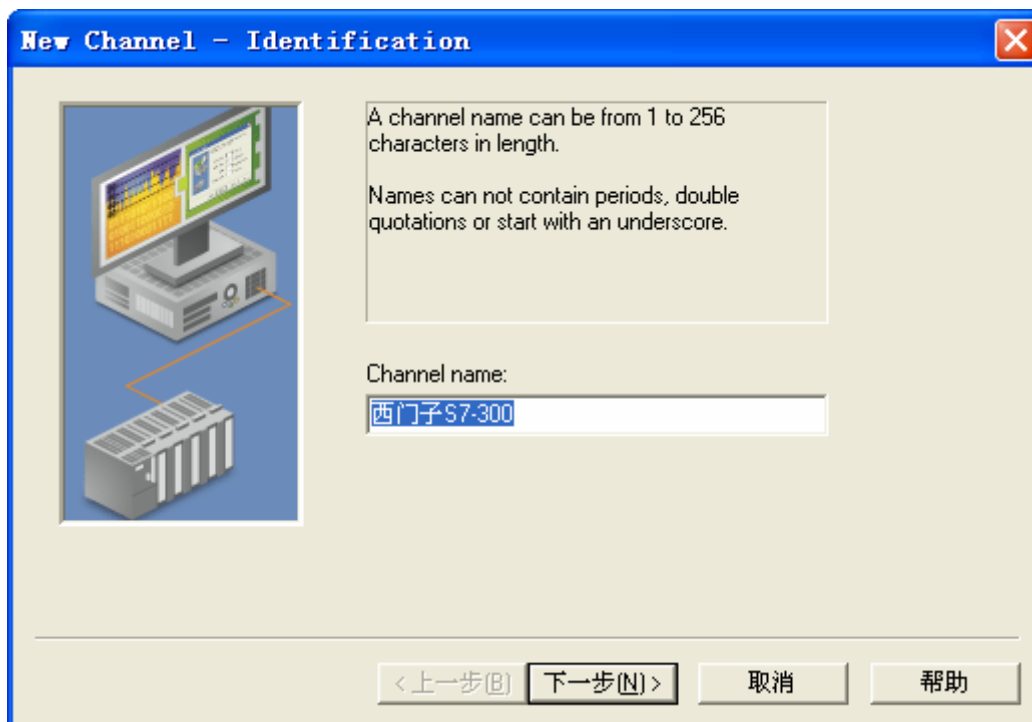 New Channel - Identification
A channel name can be from 1 to 256
characters in length.
Names can not contain periods, double
quotations or start with an underscore.
Channel name:
西门子S7-300
<上一步(B) 下一步(N)> 取消 帮助